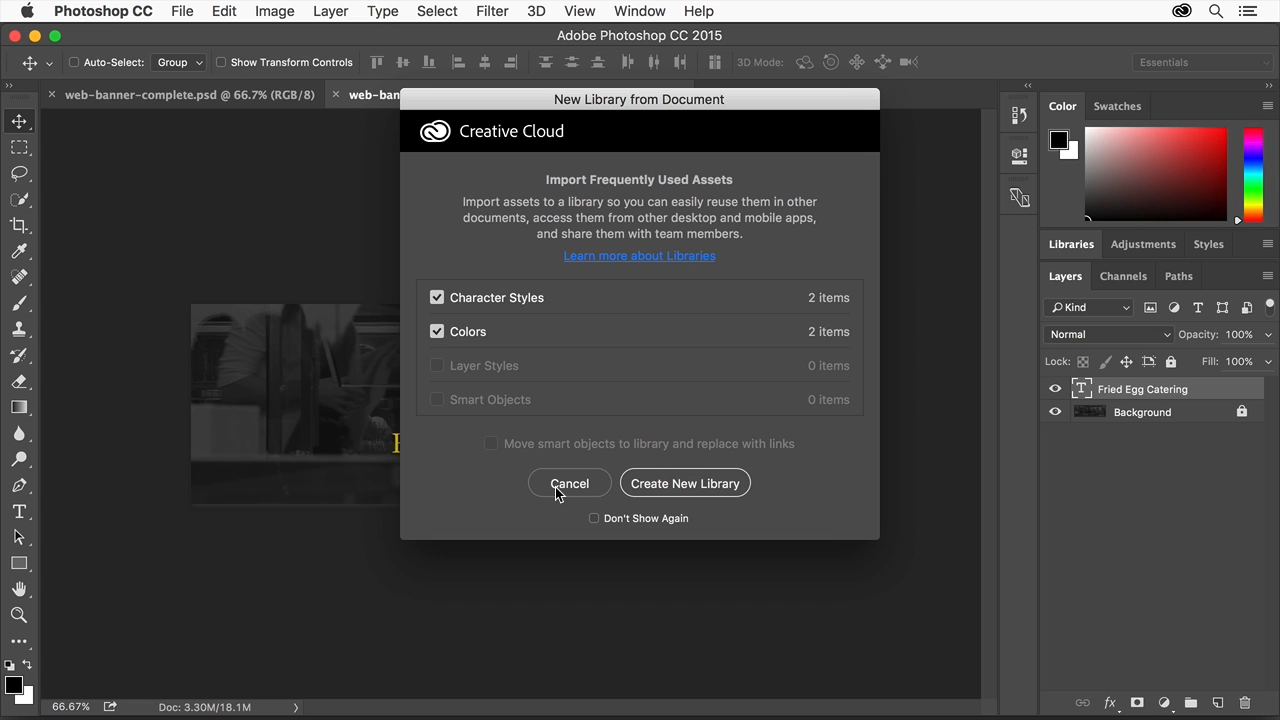 Photoshop CC File Edit Image Layer Type Select Filter 3D View Window Help
Adobe Photoshop CC 2015
Auto-Select: Group Show Transform Controls 3D Mode: Essentials
web-banner-complete.psd @ 66.7% (RGB/8) web-ban
New Library from Document
Creative Cloud
Import Frequently Used Assets
Import assets to a library so you can easily reuse them in other
documents, access them from other desktop and mobile apps,
and share them with team members.
Learn more about Libraries
Character Styles 2 items
Colors 2 items
Layer Styles 0 items
Smart Objects 0 items
Move smart objects to library and replace with links
Cancel Create New Library
Don't Show Again
Color Swatches
Libraries Adjustments Styles
Layers Channels Paths
Kind
Normal Opacity: 100%
Lock: Fill: 100%
Fried Egg Catering
Background
66.67% Doc: 3.30M/18.1M